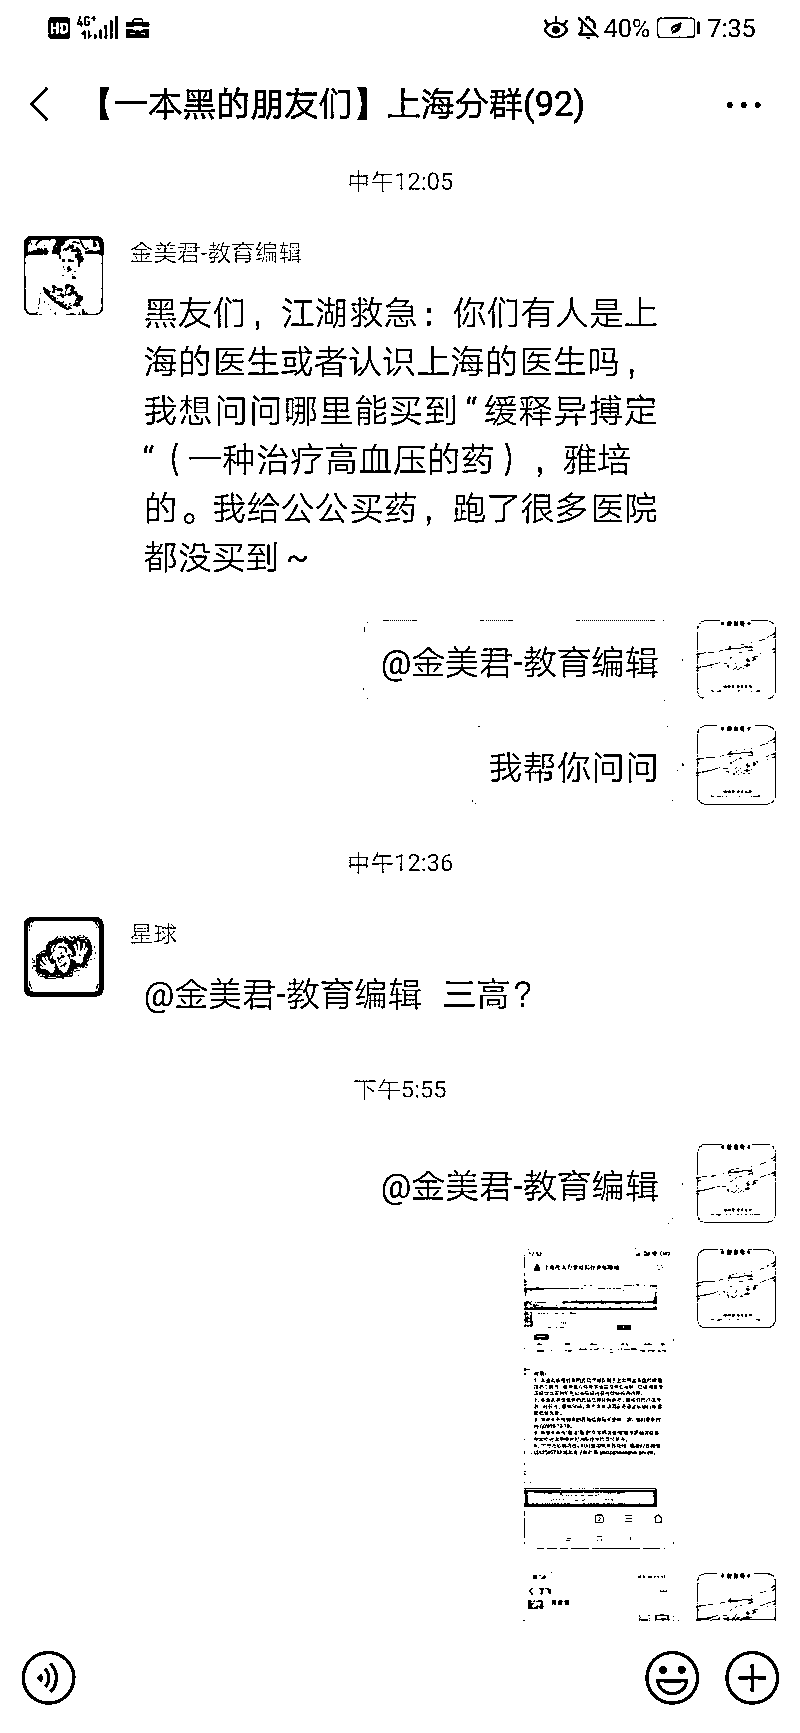 HD 4G+ 40% 7:35
【一本黑的朋友们】上海分群(92)
中午12:05
金美君-教育编辑
黑友们，江湖救急：你们有人是上
海的医生或者认识上海的医生吗，
我想问问哪里能买到“缓释异搏定
“（一种治疗高血压的药），雅培
的。我给公公买药，跑了很多医院
都没买到~
@金美君-教育编辑
我帮你问问
中午12:36
星球
@金美君-教育编辑 三高?
下午5:55
@金美君-教育编辑